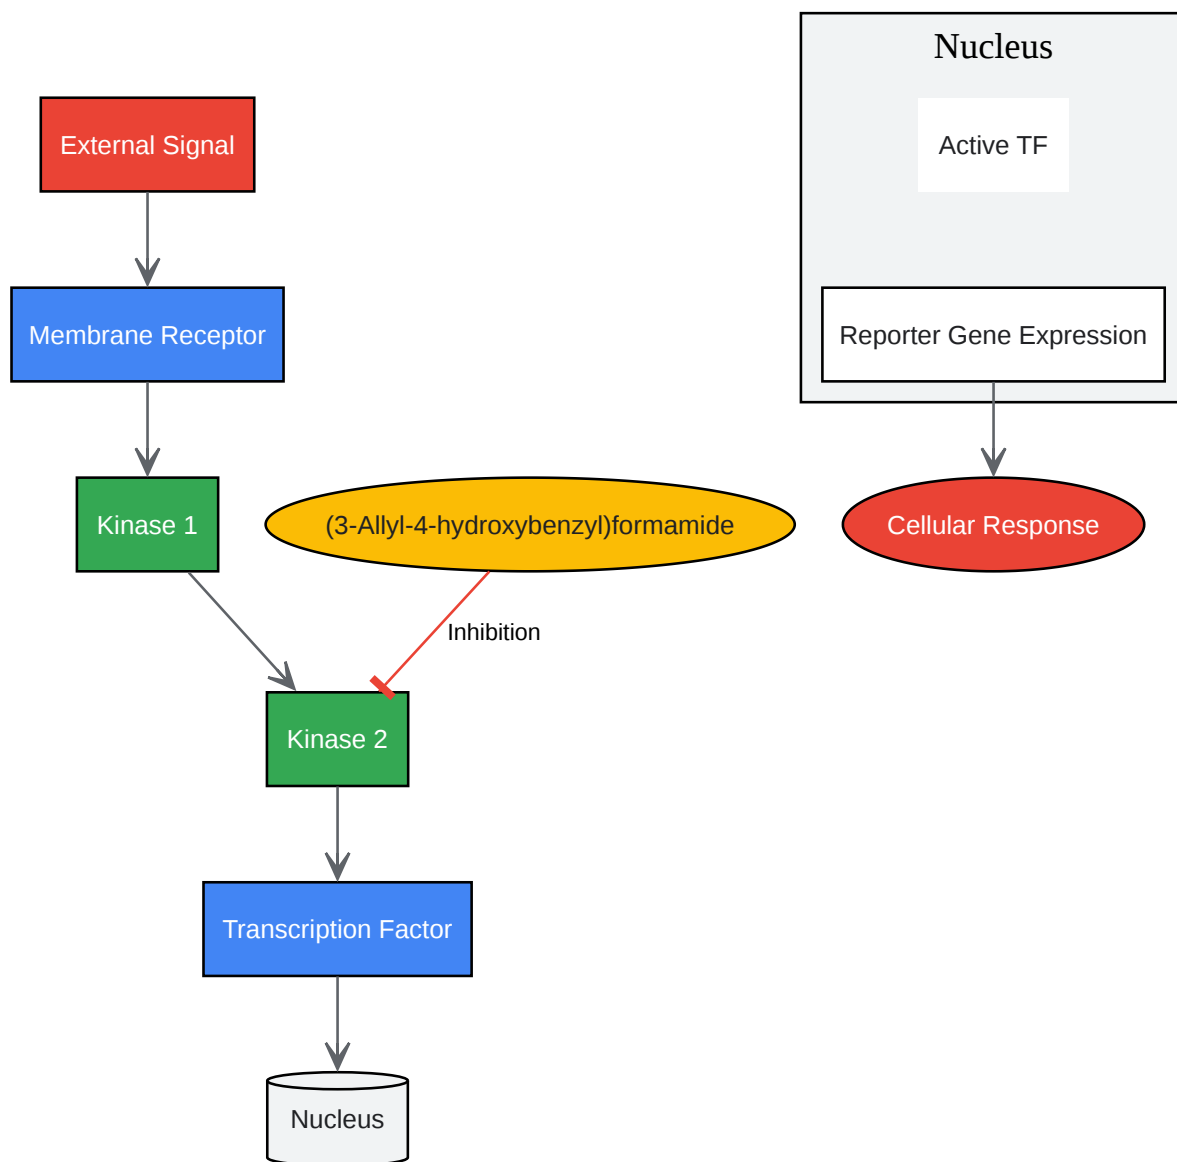 Nucleus
External Signal
Active TF
Membrane Receptor
Reporter Gene Expression
Kinase 1
(3-Allyl-4-hydroxybenzyl)formamide
Cellular Response
Inhibition
Kinase 2
Transcription Factor
Nucleus